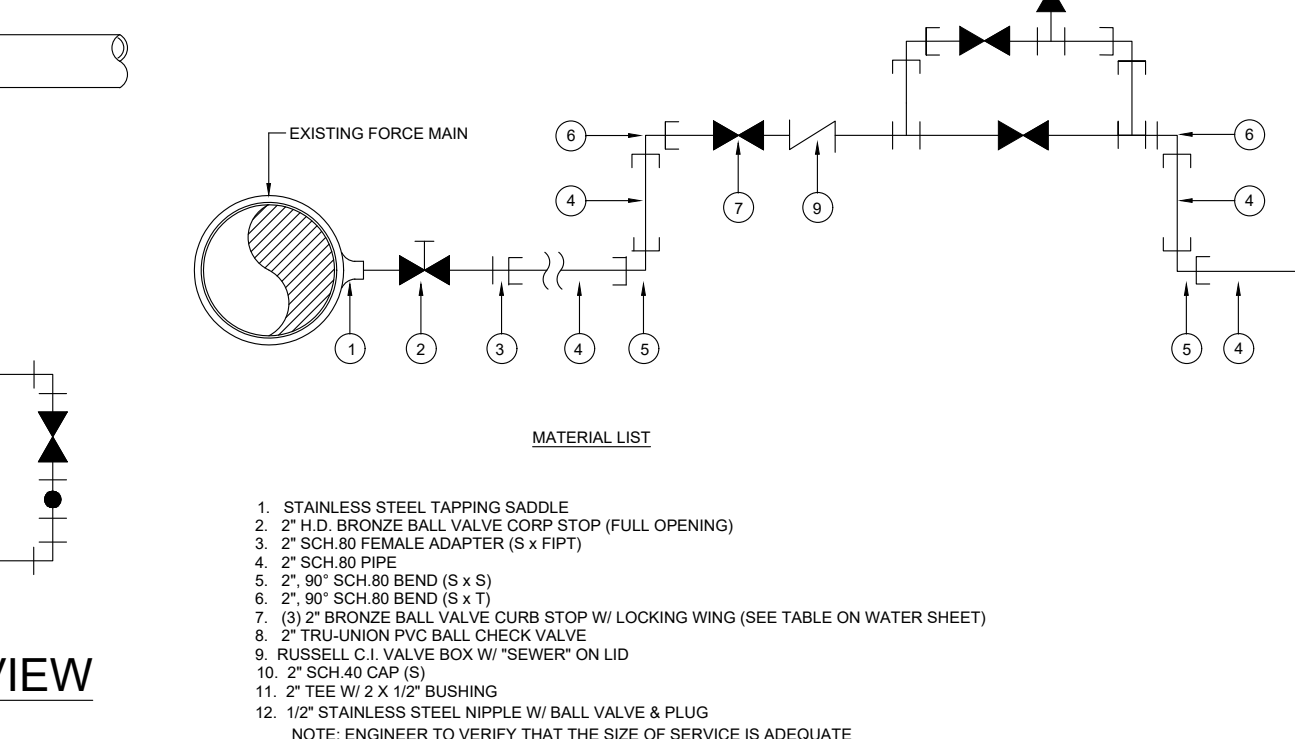 EXISTING FORCE MAIN
6
6
4
4
7
9
1
2
3
4
5
5
4
MATERIAL LIST
1. STAINLESS STEEL TAPPING SADDLE
2. 2" H.D. BRONZE BALL VALVE CORP STOP (FULL OPENING)
3. 2" SCH.80 FEMALE ADAPTER (S x FIPT)
4. 2" SCH.80 PIPE
5. 2", 90° SCH.80 BEND (S x S)
6. 2", 90° SCH.80 BEND (S x T)
7. (3) 2" BRONZE BALL VALVE CURB STOP W/ LOCKING WING (SEE TABLE ON WATER SHEET)
8. 2" TRU-UNION PVC BALL CHECK VALVE
9. RUSSELL C.I. VALVE BOX W/ "SEWER" ON LID
10. 2" SCH.40 CAP (S)
11. 2" TEE W/ 2 X 1/2" BUSHING
12. 1/2" STAINLESS STEEL NIPPLE W/ BALL VALVE & PLUG
NOTE: ENGINEER TO VERIFY THAT THE SIZE OF SERVICE IS ADEQUATE